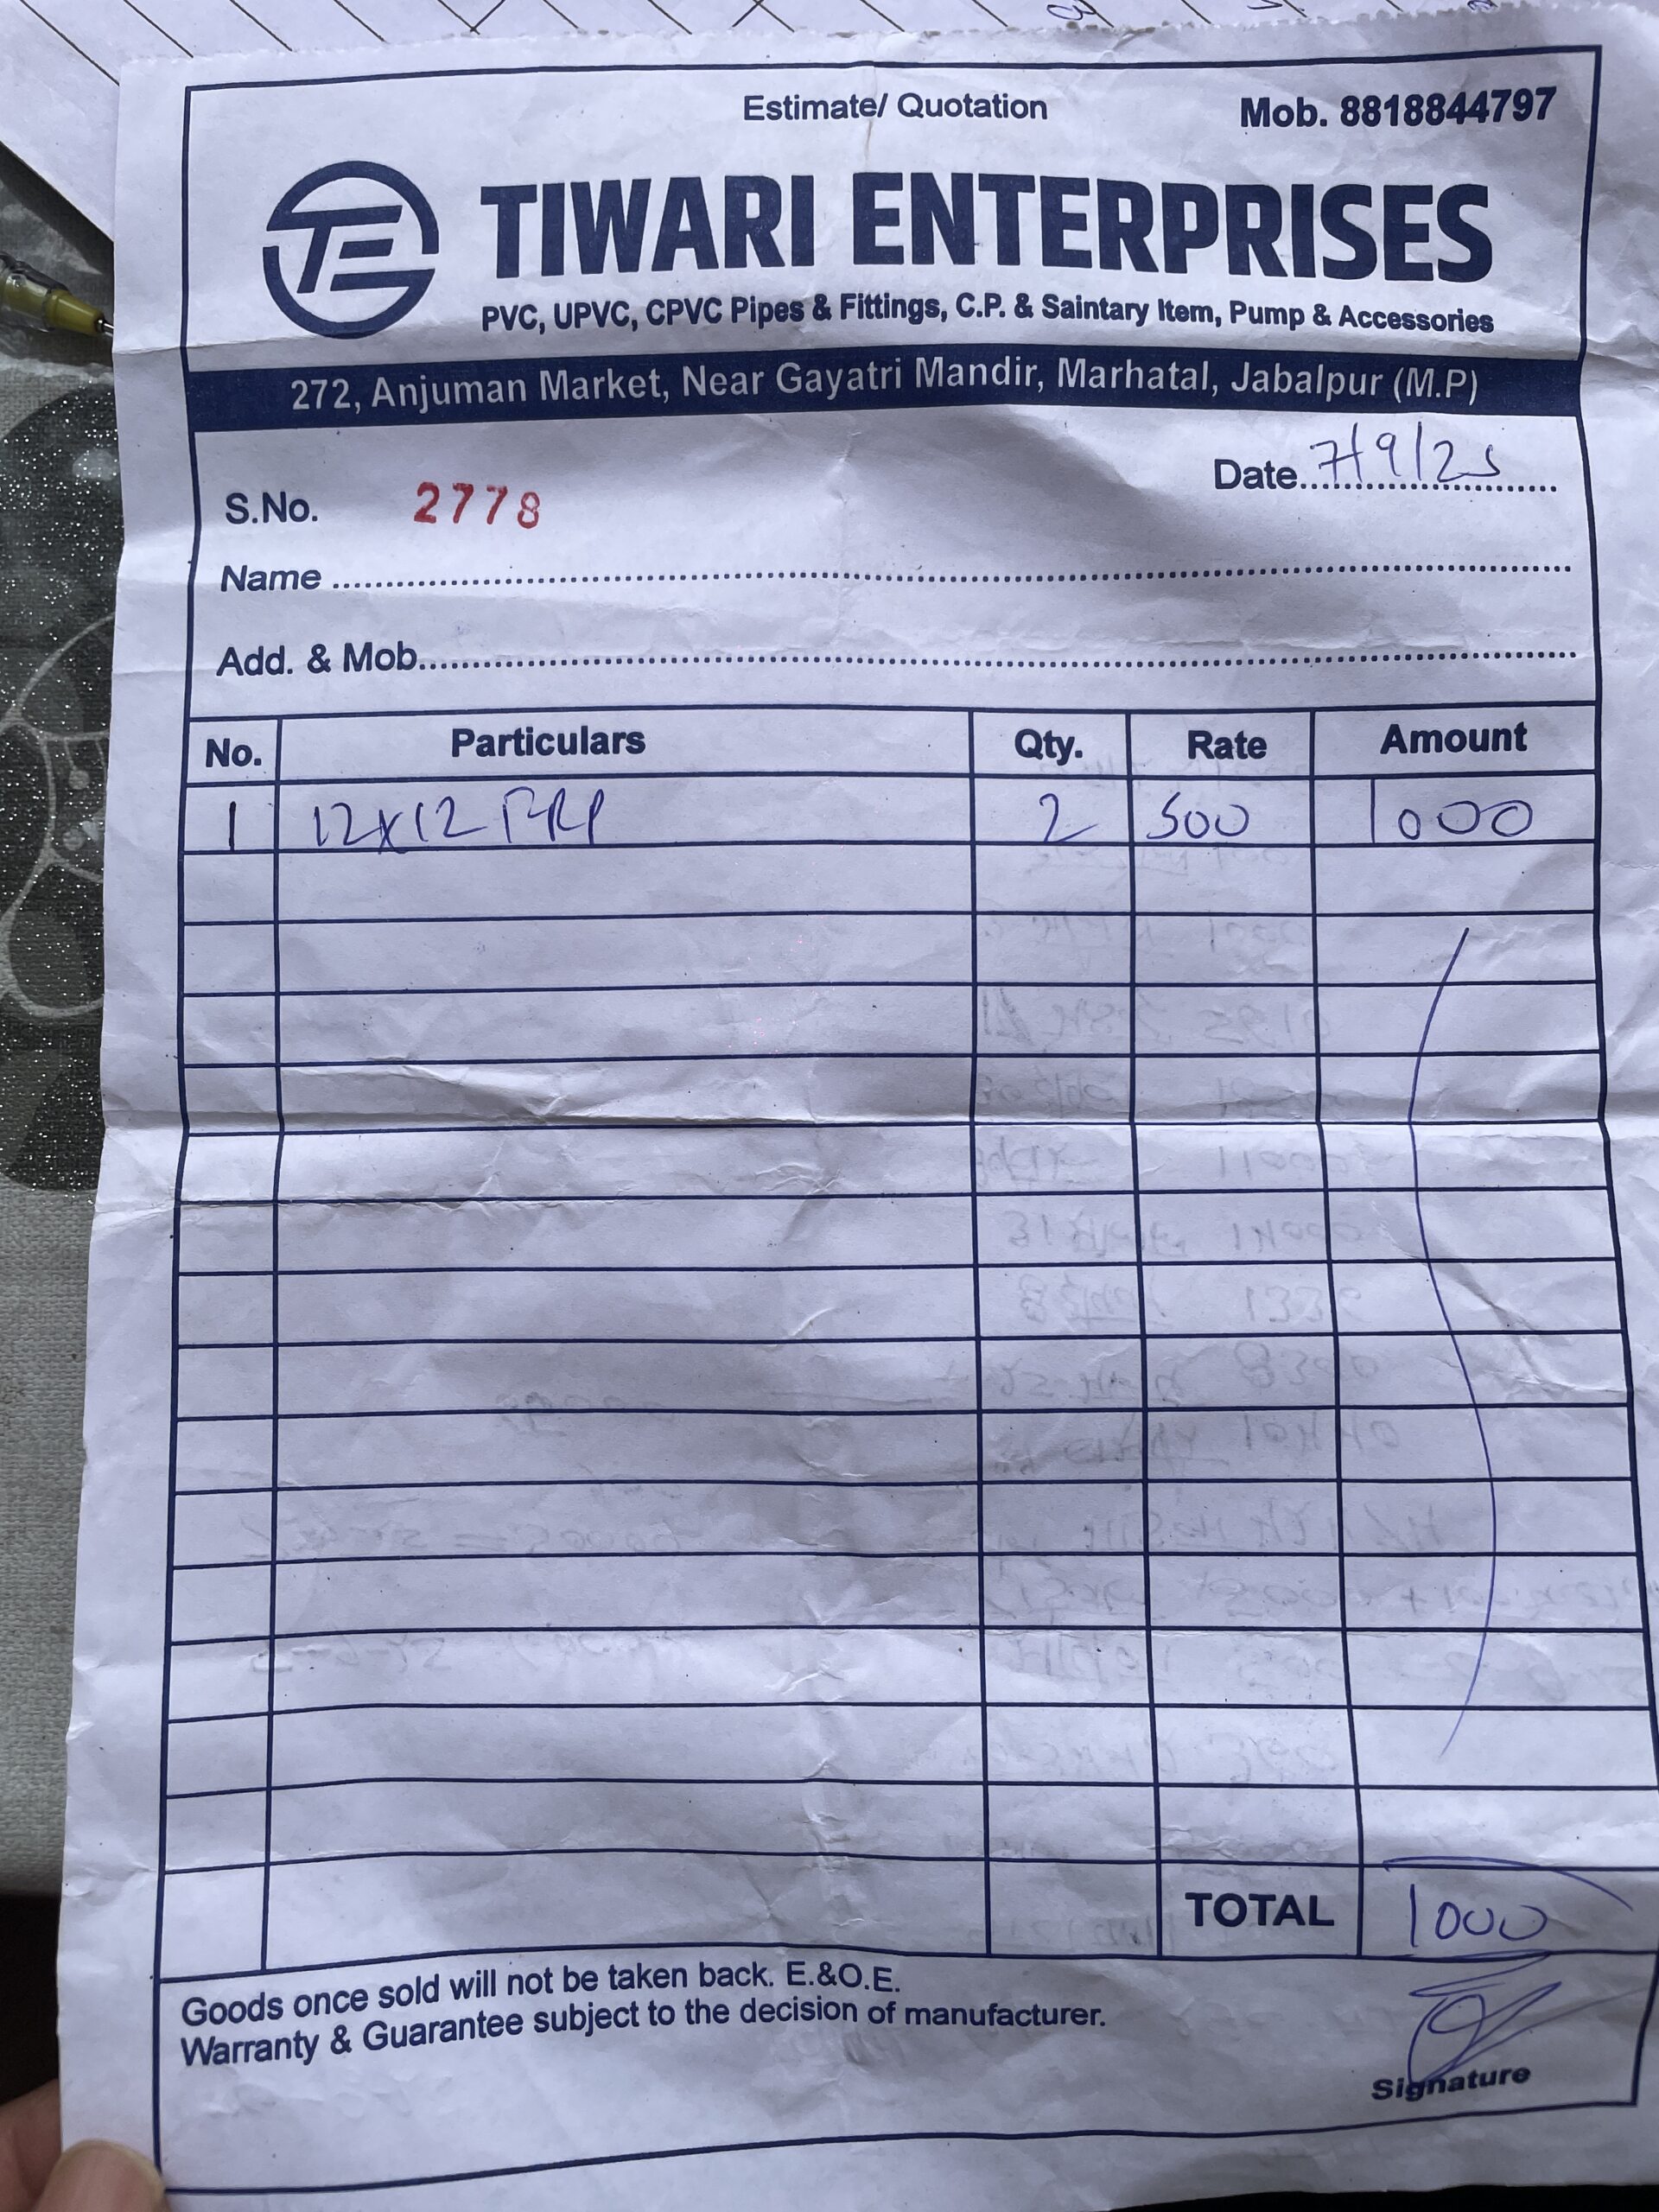 Estimate/ Quotation Mob. 8818844797
TE TIWARI ENTERPRISES
PVC, UPVC, CPVC Pipes & Fittings, C.P. & Saintary Item, Pump & Accessories
272, Anjuman Market, Near Gayatri Mandir, Marhatal, Jabalpur (M.P)
Date 7/9/25
S.No. 2778
Name
Add. & Mob.
No. Particulars Qty. Rate Amount
1 12x12 FRP 2 500 1000
TOTAL 1000
Goods once sold will not be taken back. E.&O.E.
Warranty & Guarantee subject to the decision of manufacturer.
Signature